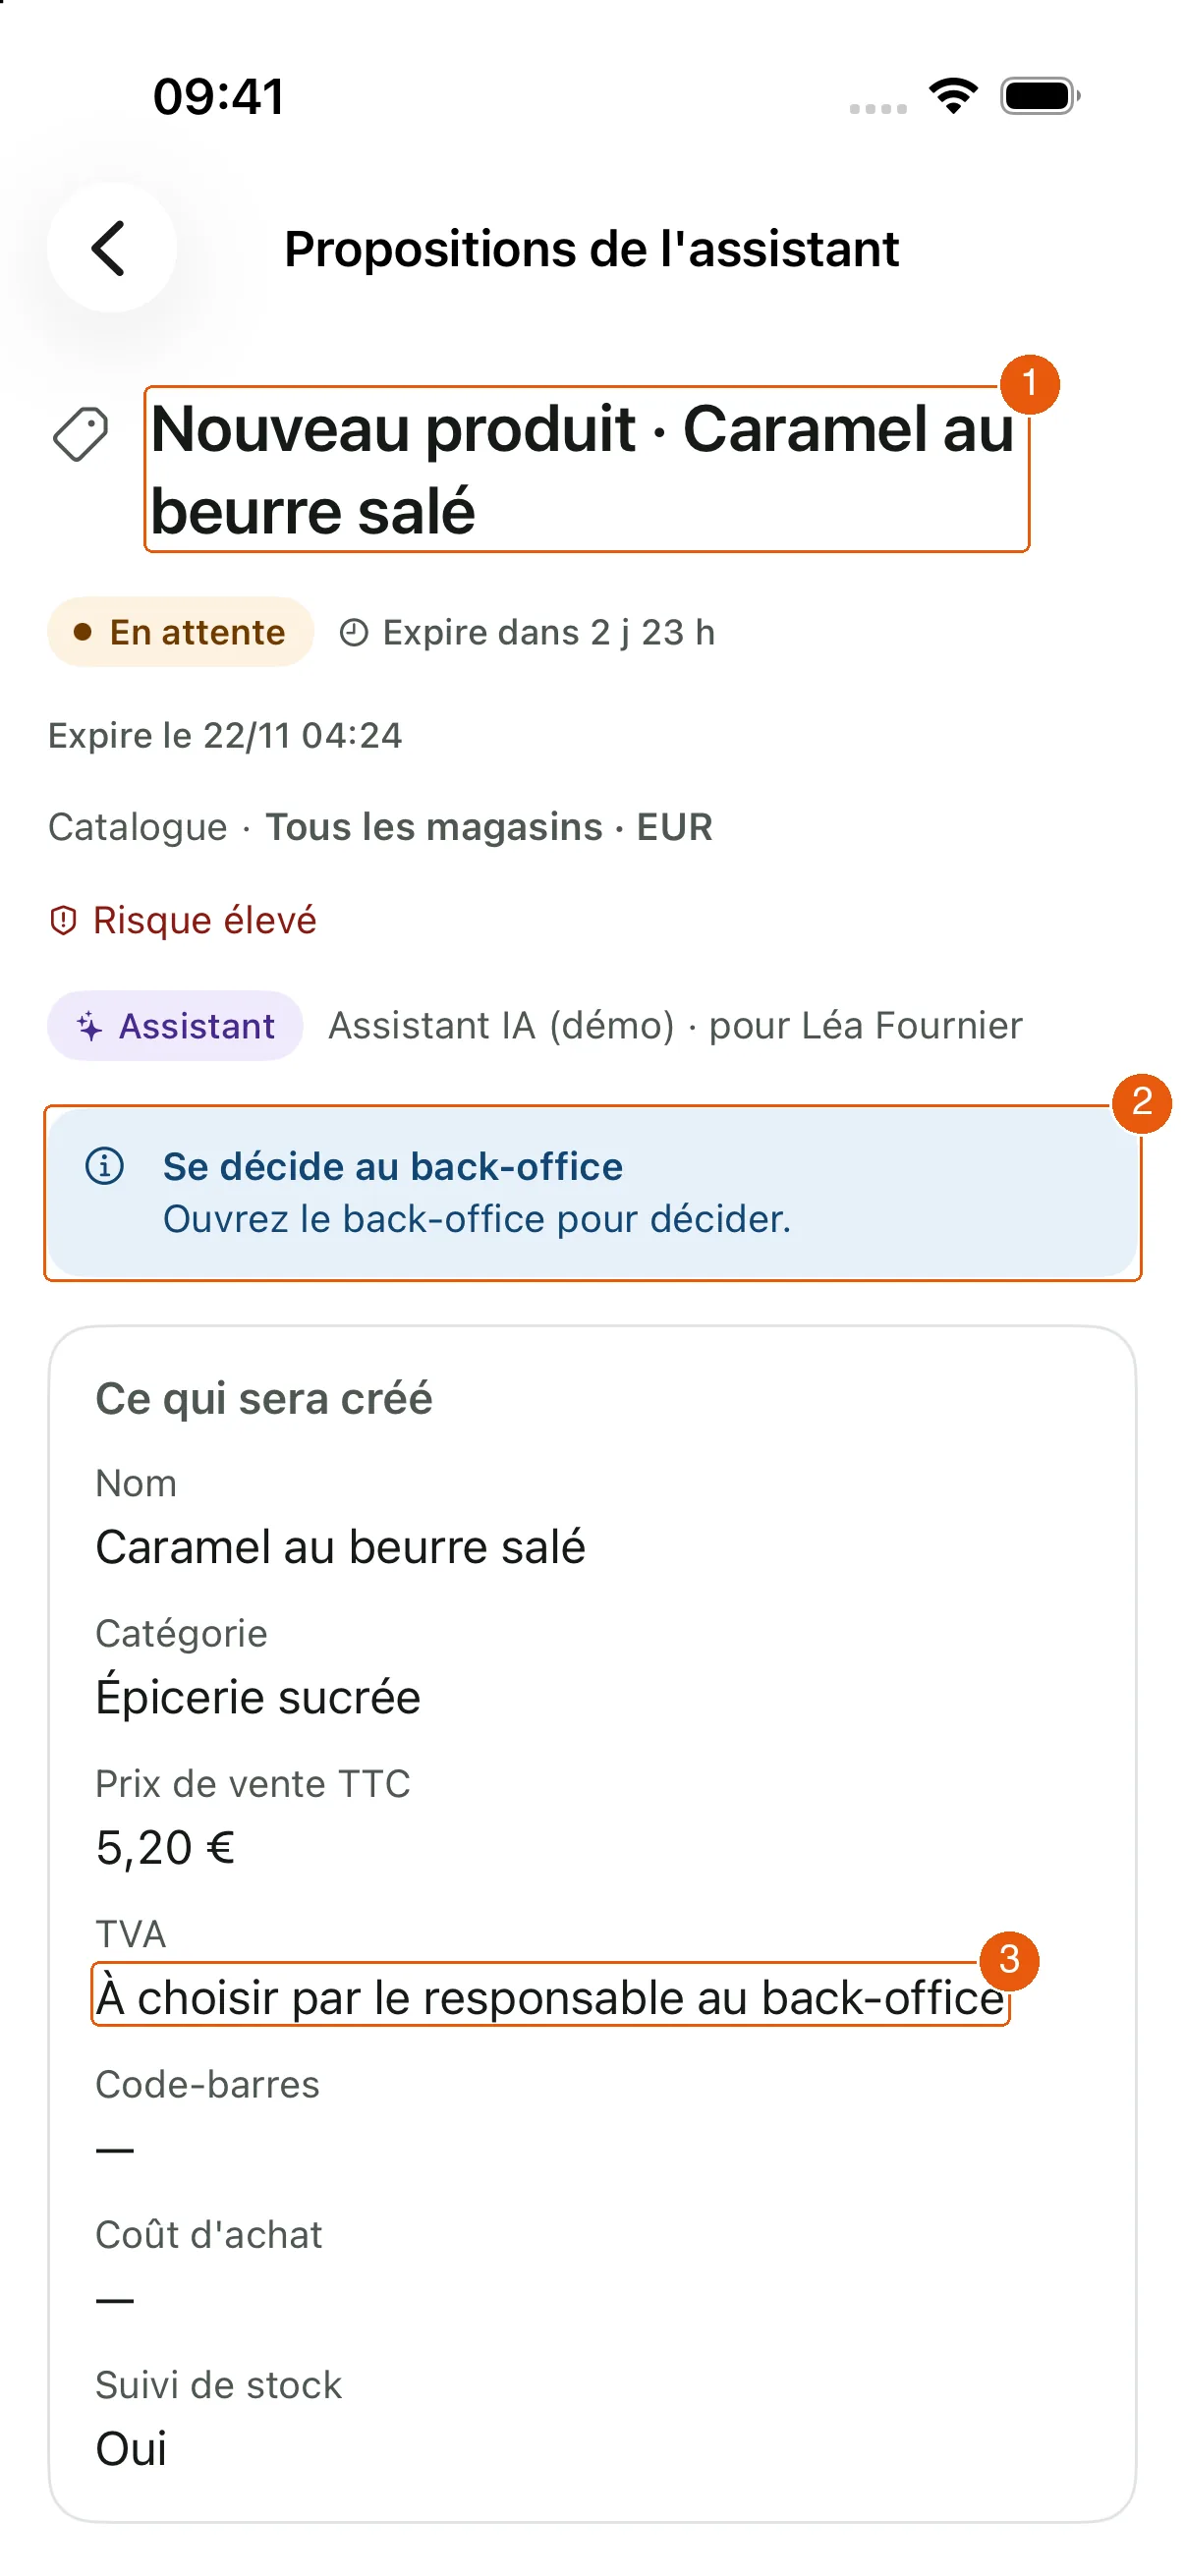 09:41
Propositions de l'assistant
1
Nouveau produit · Caramel au
beurre salé
En attente
Expire dans 2 j 23 h
Expire le 22/11 04:24
Catalogue · Tous les magasins · EUR
Risque élevé
Assistant
Assistant IA (démo) · pour Léa Fournier
2
Se décide au back-office
Ouvrez le back-office pour décider.
Ce qui sera créé
Nom
Caramel au beurre salé
Catégorie
Épicerie sucrée
Prix de vente TTC
5,20 €
TVA
3
À choisir par le responsable au back-office
Code-barres
—
Coût d'achat
—
Suivi de stock
Oui